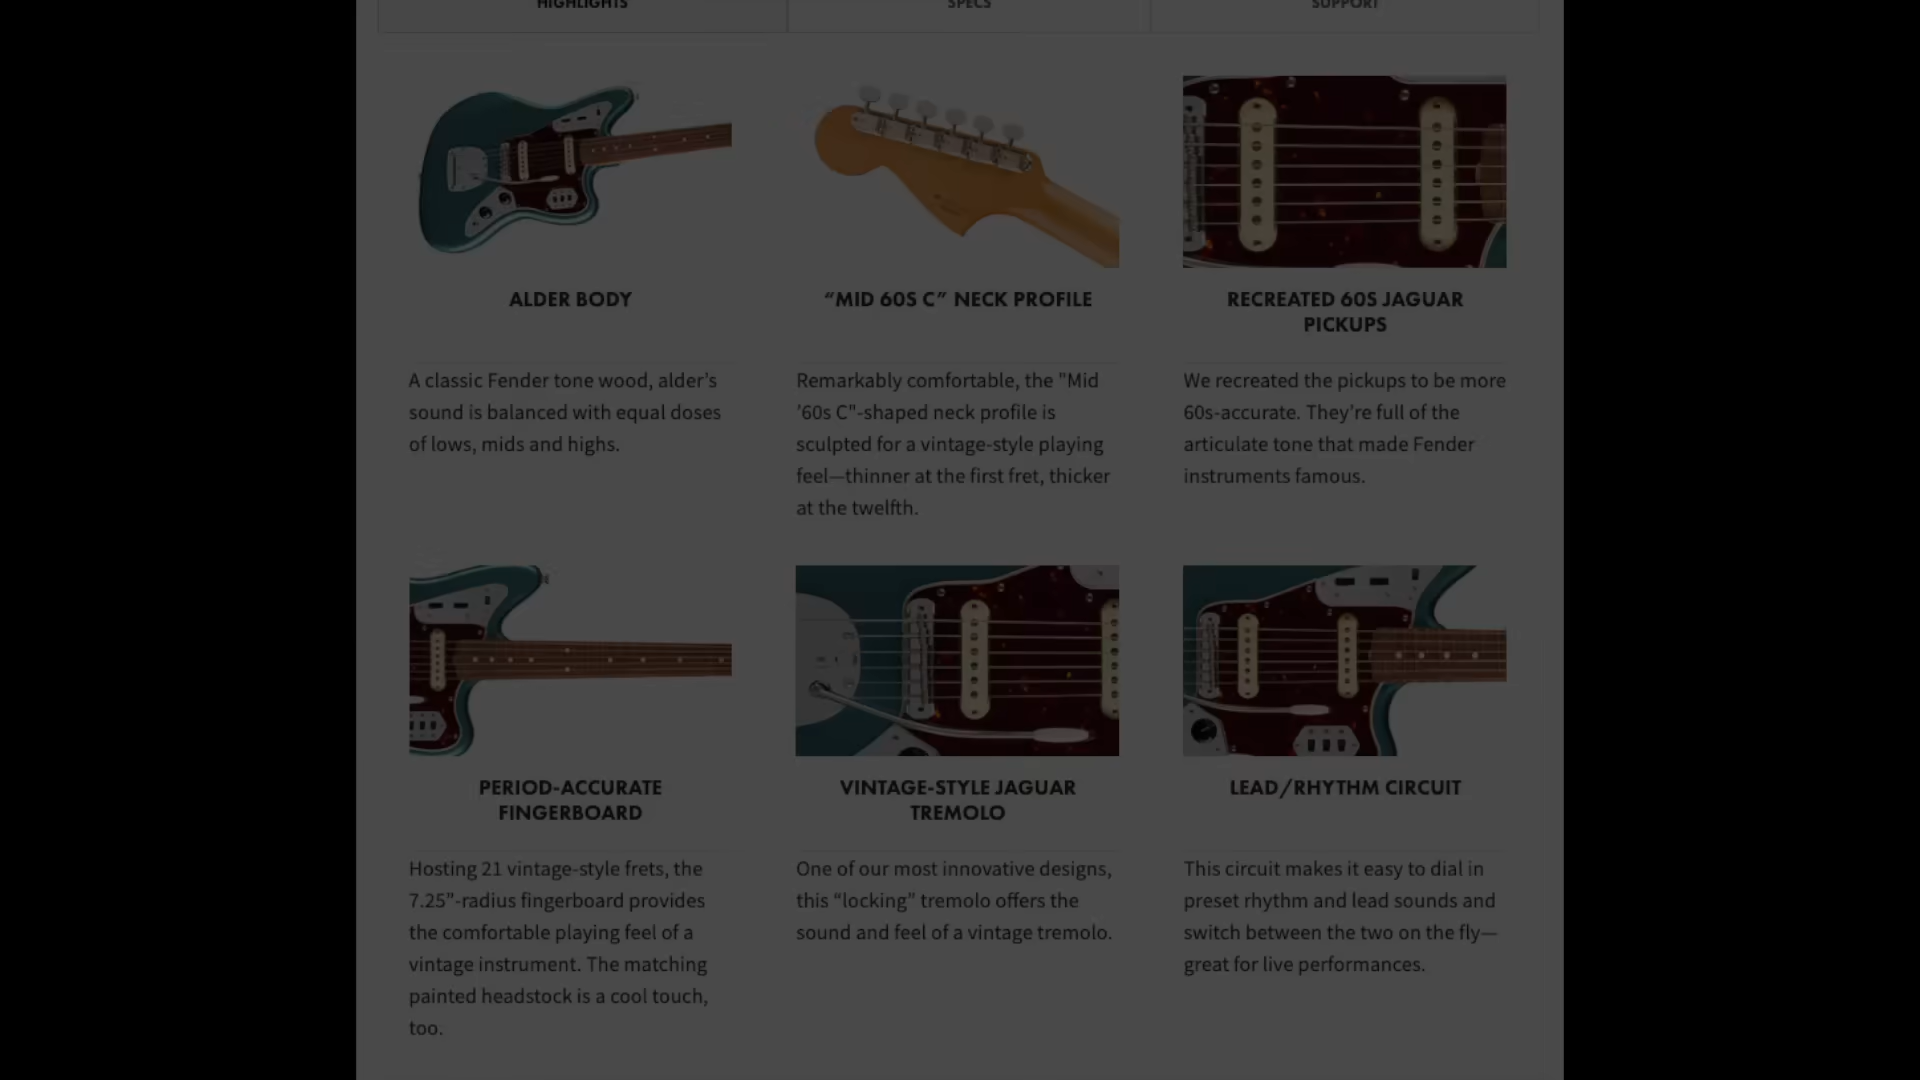 HIGHLIGHTS
SPECS
SUPPORT
ALDER BODY
A classic Fender tone wood, alder’s
sound is balanced with equal doses
of lows, mids and highs.
“MID 60S C” NECK PROFILE
Remarkably comfortable, the "Mid
’60s C"-shaped neck profile is
sculpted for a vintage-style playing
feel—thinner at the first fret, thicker
at the twelfth.
RECREATED 60S JAGUAR
PICKUPS
We recreated the pickups to be more
60s-accurate. They’re full of the
articulate tone that made Fender
instruments famous.
PERIOD-ACCURATE
FINGERBOARD
Hosting 21 vintage-style frets, the
7.25”-radius fingerboard provides
the comfortable playing feel of a
vintage instrument. The matching
painted headstock is a cool touch,
too.
VINTAGE-STYLE JAGUAR
TREMOLO
One of our most innovative designs,
this “locking” tremolo offers the
sound and feel of a vintage tremolo.
LEAD/RHYTHM CIRCUIT
This circuit makes it easy to dial in
preset rhythm and lead sounds and
switch between the two on the fly—
great for live performances.